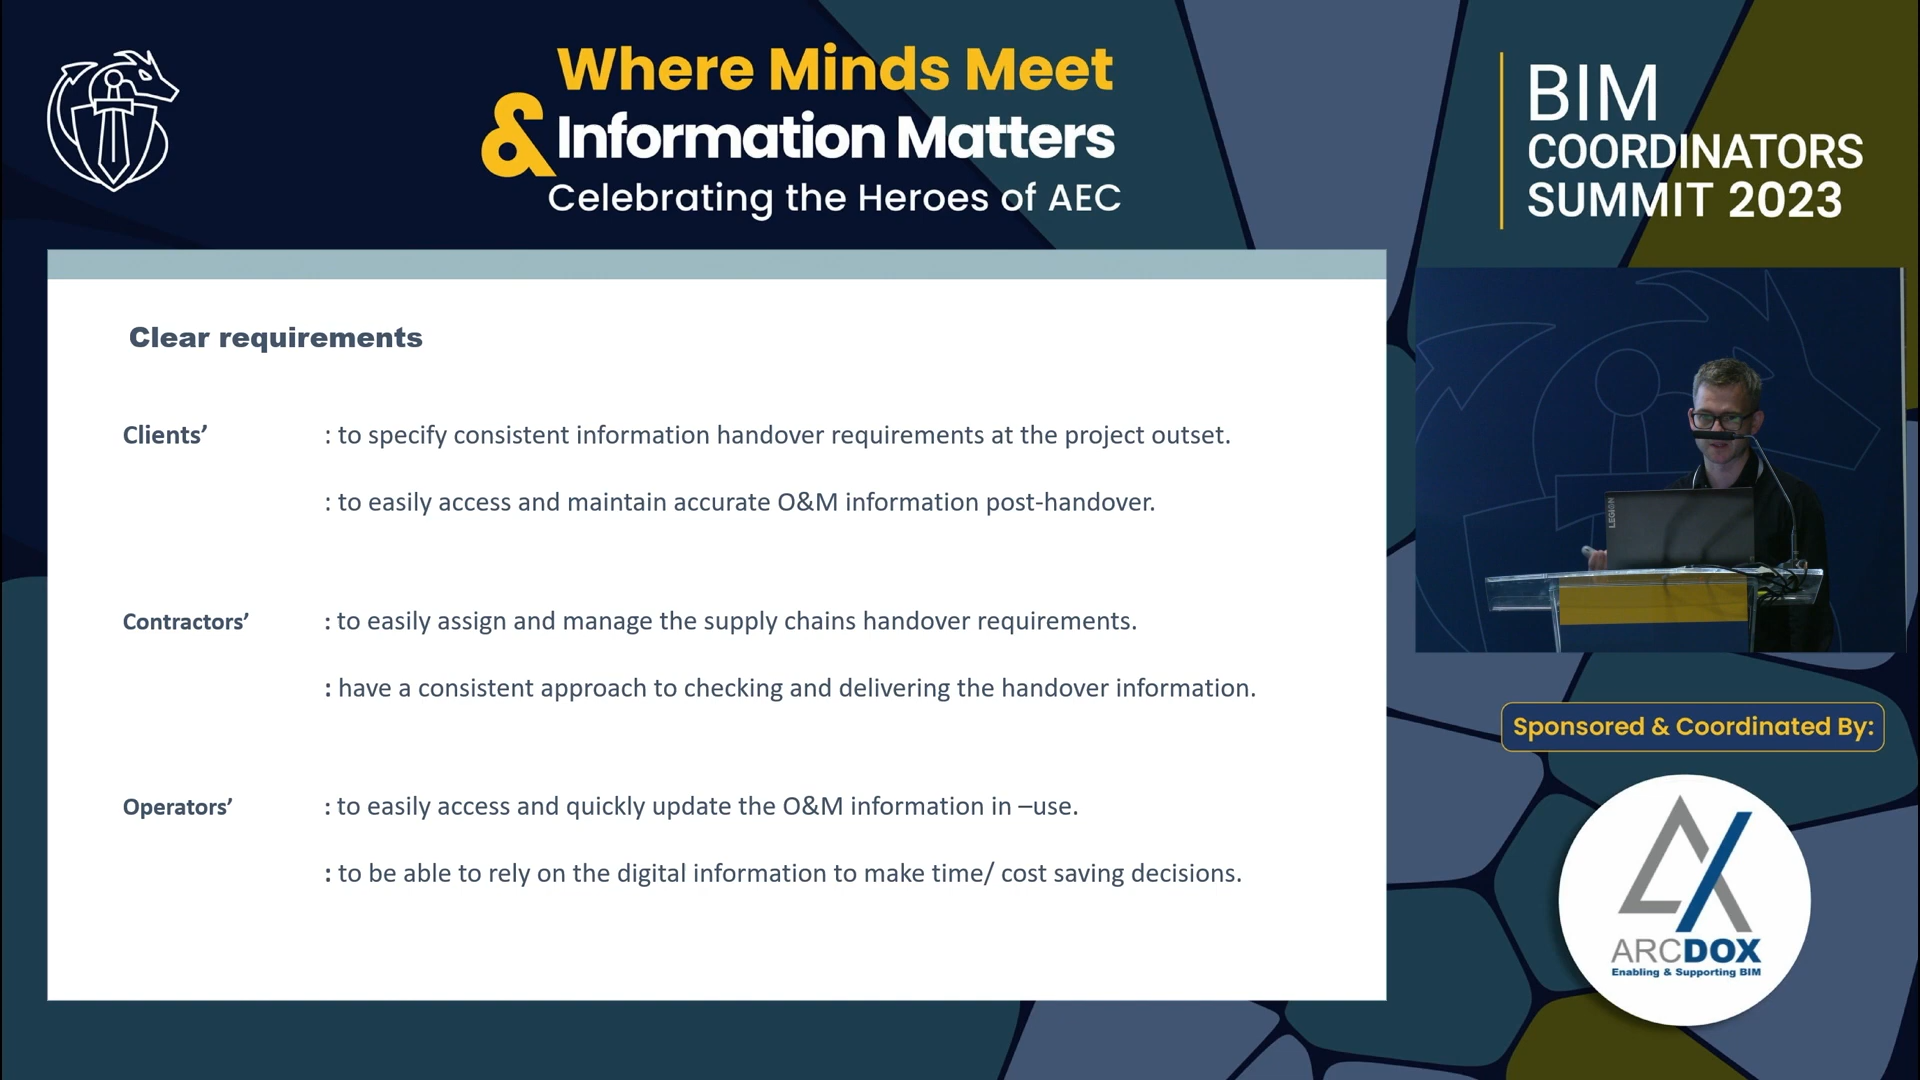 Where Minds Meet
& Information Matters
Celebrating the Heroes of AEC
BIM
COORDINATORS
SUMMIT 2023
Clear requirements
Clients’ : to specify consistent information handover requirements at the project outset.
: to easily access and maintain accurate O&M information post-handover.
Contractors’ : to easily assign and manage the supply chains handover requirements.
: have a consistent approach to checking and delivering the handover information.
Operators’ : to easily access and quickly update the O&M information in –use.
: to be able to rely on the digital information to make time/ cost saving decisions.
LEGION
Sponsored & Coordinated By:
ARCDOX
Enabling & Supporting BIM